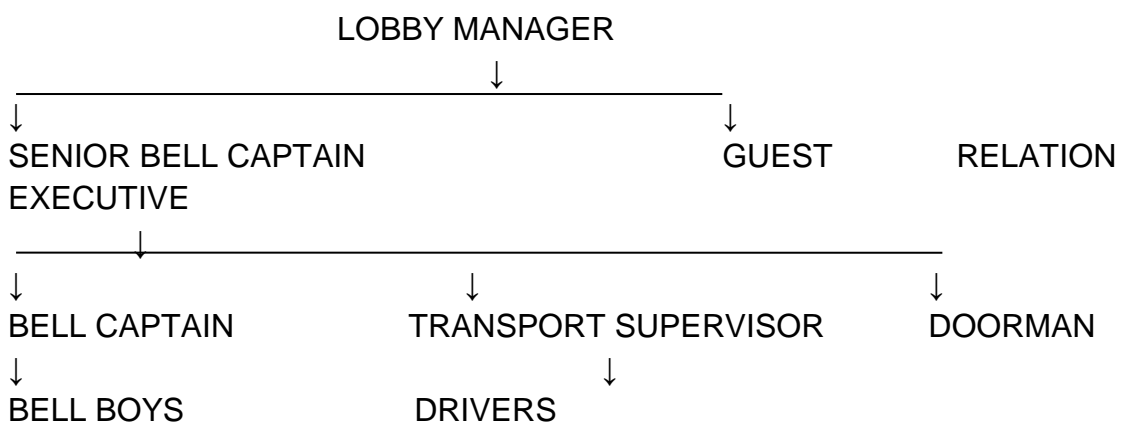 LOBBY MANAGER
↓
↓ ↓
SENIOR BELL CAPTAIN GUEST RELATION
EXECUTIVE
↓
↓ ↓ ↓
BELL CAPTAIN TRANSPORT SUPERVISOR DOORMAN
↓ ↓
BELL BOYS DRIVERS